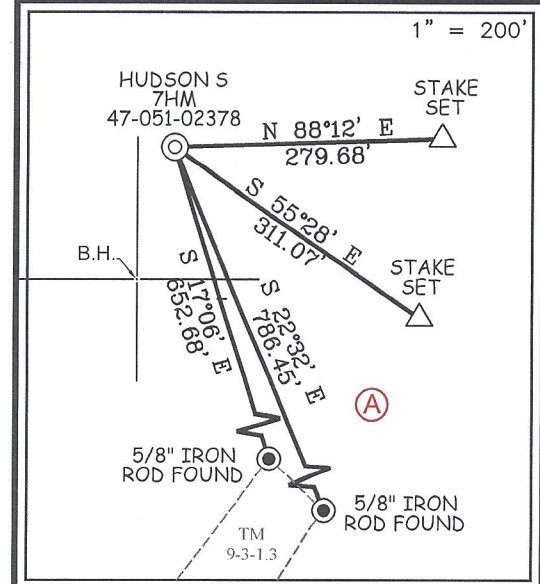 1" = 200'
HUDSON S
7HM
47-051-02378
STAKE
SET
N 88°12' E
279.68'
S 55°28' E
311.07'
STAKE
SET
B.H.
S 17°06' E
652.68'
S 22°32' E
786.45'
A
5/8" IRON
ROD FOUND
5/8" IRON
ROD FOUND
TM
9-3-1.3